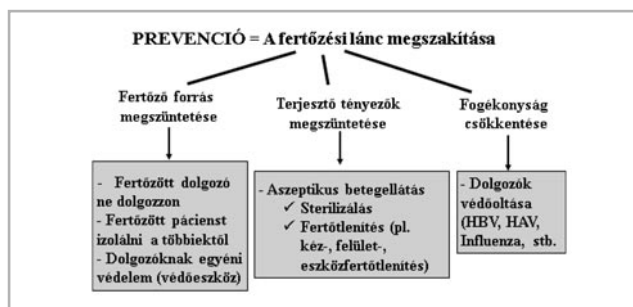 PREVENCIÓ = A fertőzési lánc megszakítása
Fertőző forrás
megszüntetése
Terjesztő tényezők
megszüntetése
Fogékonyság
csökkentése
- Fertőzött dolgozó
ne dolgozzon
- Fertőzött pácienst
izolálni a többiektől
- Dolgozóknak egyéni
védelem (védőeszköz)
- Aszeptikus betegellátás
✓ Sterilizálás
✓ Fertőtlenítés (pl.
kéz-, felület-,
eszközfertőtlenítés)
- Dolgozók
védőoltása
(HBV, HAV,
Influenza, stb.